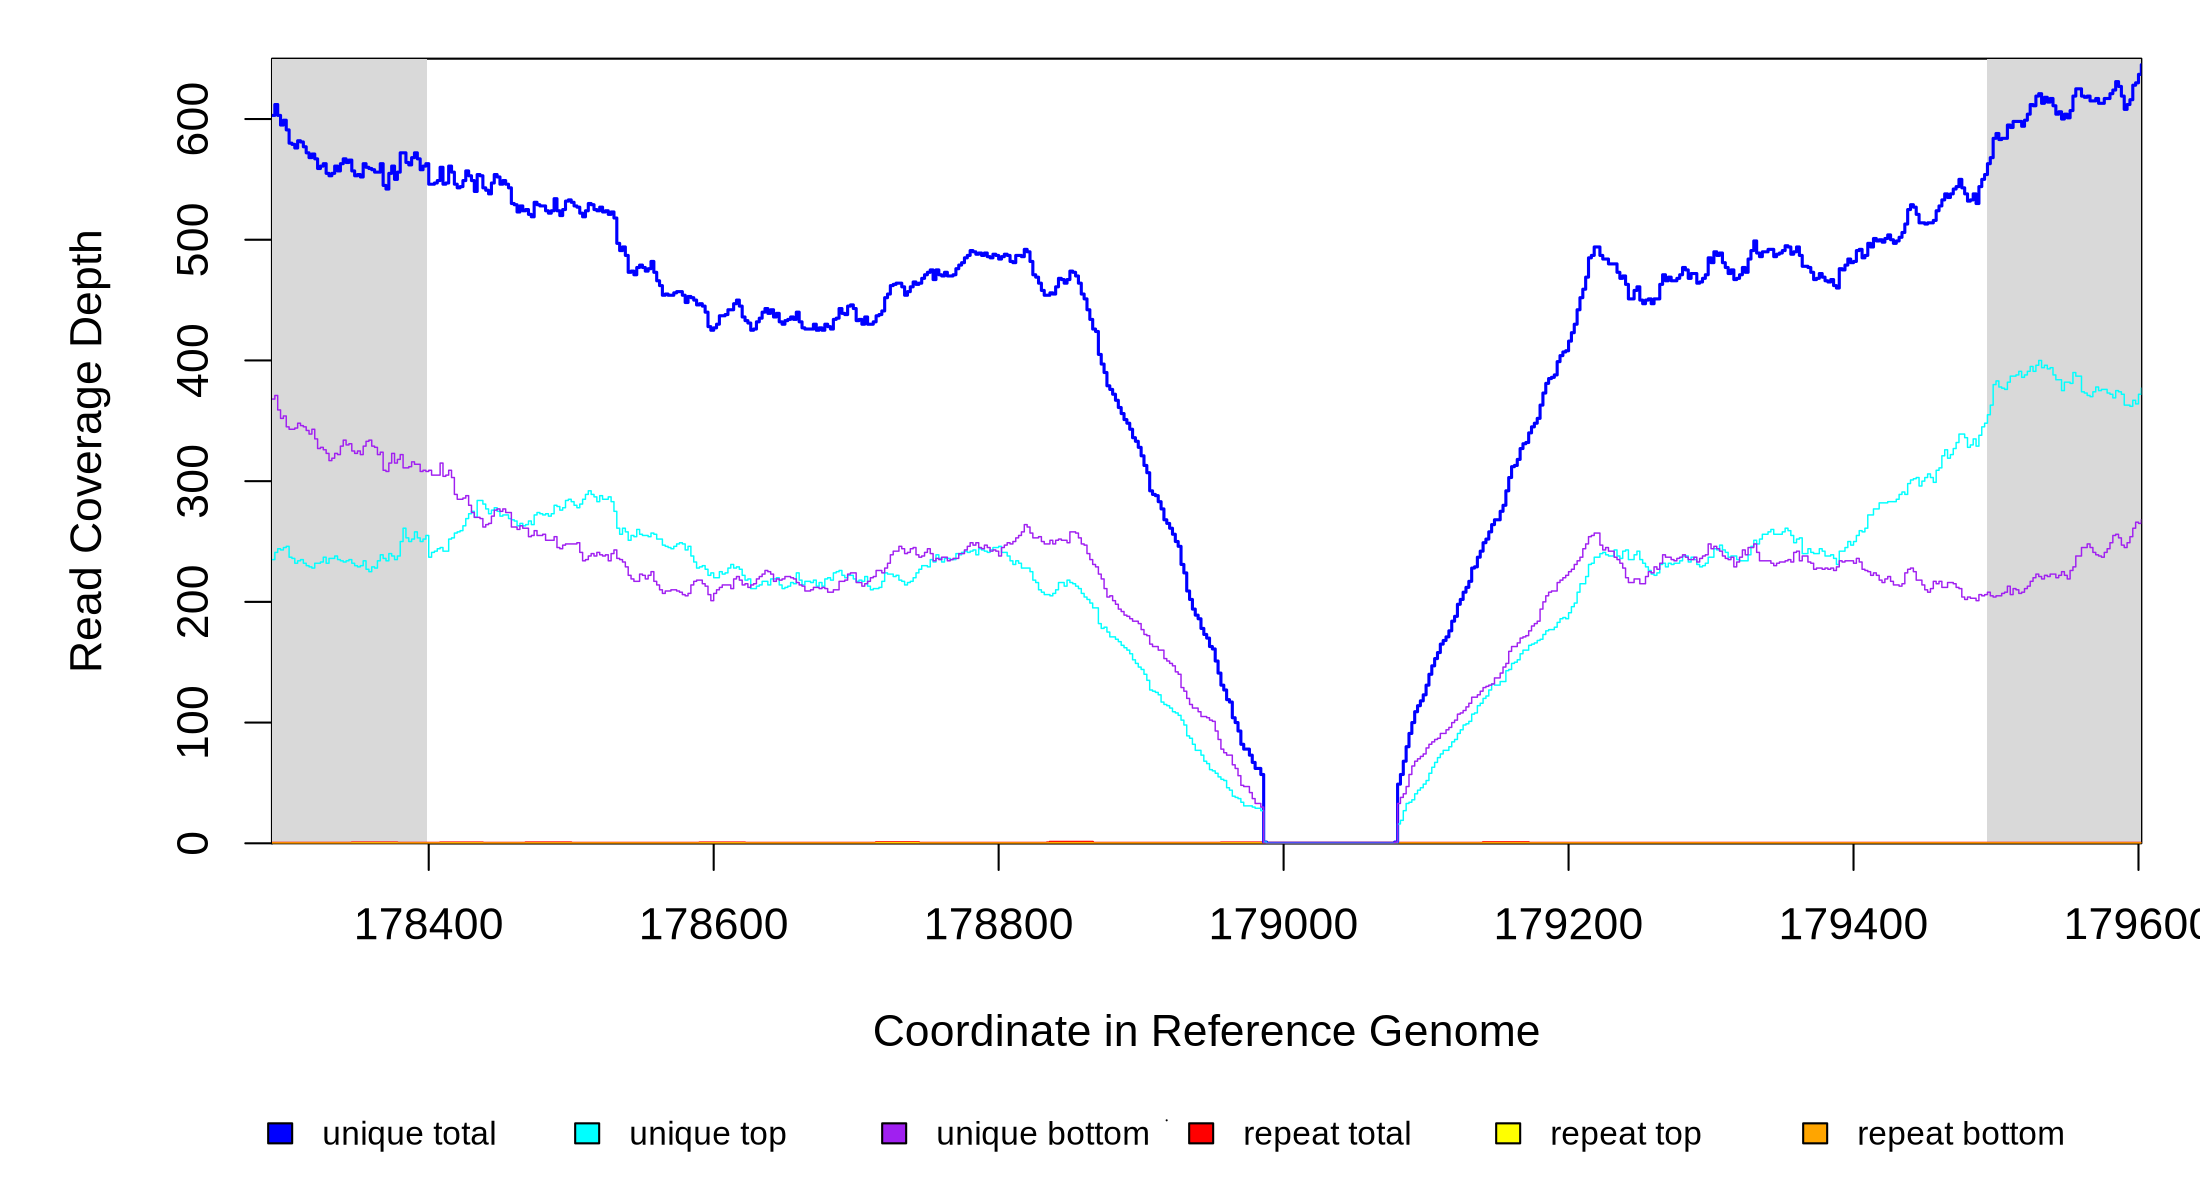 Read Coverage Depth
600
500
400
300
200
100
0
178400 178600 178800 179000 179200 179400 179600
Coordinate in Reference Genome
unique total unique top unique bottom repeat total repeat top repeat bottom